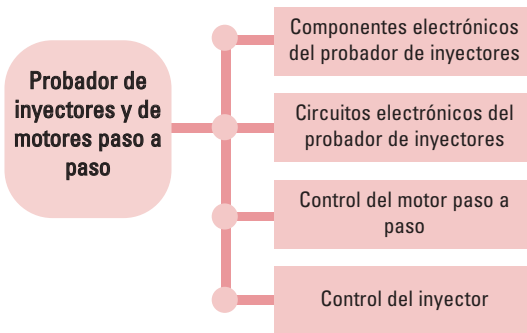 Probador de
inyectores y de
motores paso a
paso
Componentes electrónicos
del probador de inyectores
Circuitos electrónicos del
probador de inyectores
Control del motor paso a
paso
Control del inyector